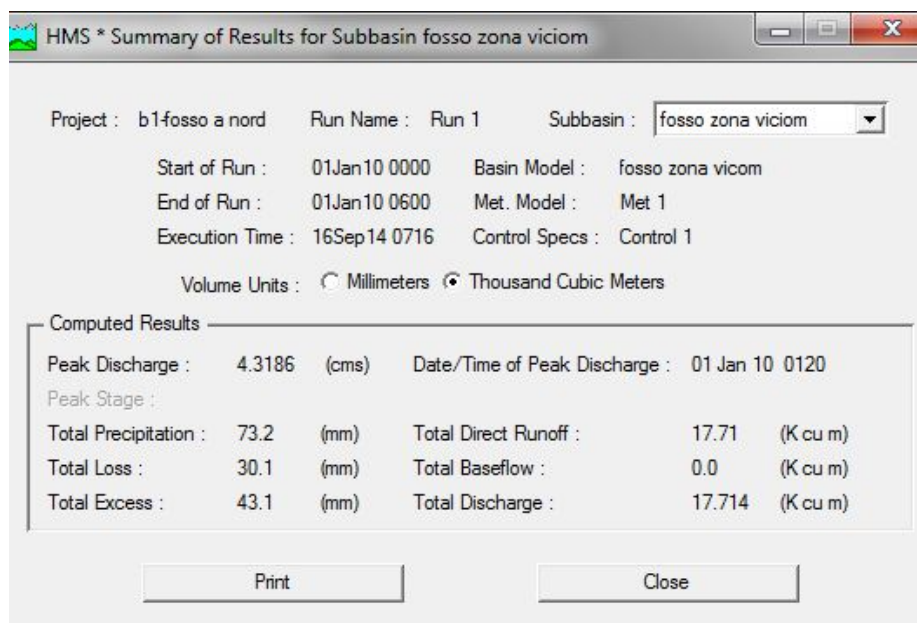 HMS * Summary of Results for Subbasin fosso zona viciom
Project : b1-fosso a nord Run Name : Run 1 Subbasin : fosso zona viciom
Start of Run : 01Jan10 0000 Basin Model : fosso zona vicom
End of Run : 01Jan10 0600 Met. Model : Met 1
Execution Time : 16Sep14 0716 Control Specs : Control 1
Volume Units : Millimeters Thousand Cubic Meters
Computed Results
Peak Discharge : 4.3186 (cms) Date/Time of Peak Discharge : 01 Jan 10 0120
Peak Stage :
Total Precipitation : 73.2 (mm) Total Direct Runoff : 17.71 (K cu m)
Total Loss : 30.1 (mm) Total Baseflow : 0.0 (K cu m)
Total Excess : 43.1 (mm) Total Discharge : 17.714 (K cu m)
Print Close